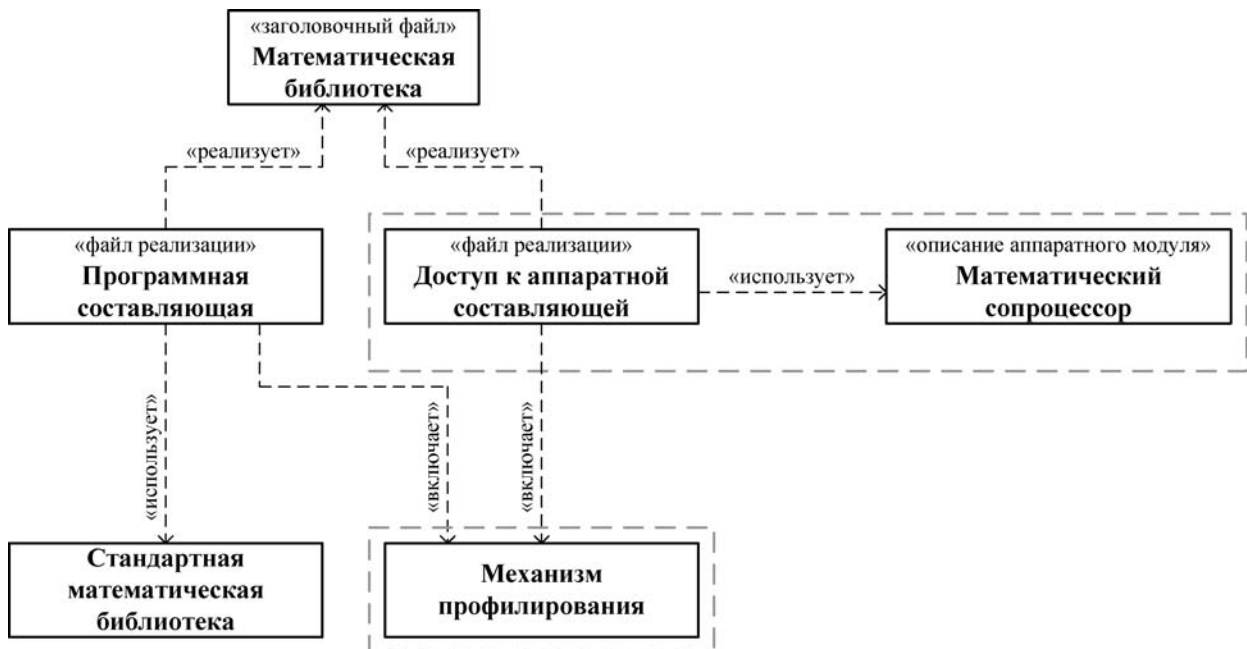 «заголовочный файл»
Математическая
библиотека
«реализует»
«реализует»
«файл реализации»
Программная
составляющая
«файл реализации»
Доступ к аппаратной
составляющей
«использует»
«описание аппаратного модуля»
Математический
сопроцессор
«использует»
«включает»
«включает»
Стандартная
математическая
библиотека
Механизм
профилирования